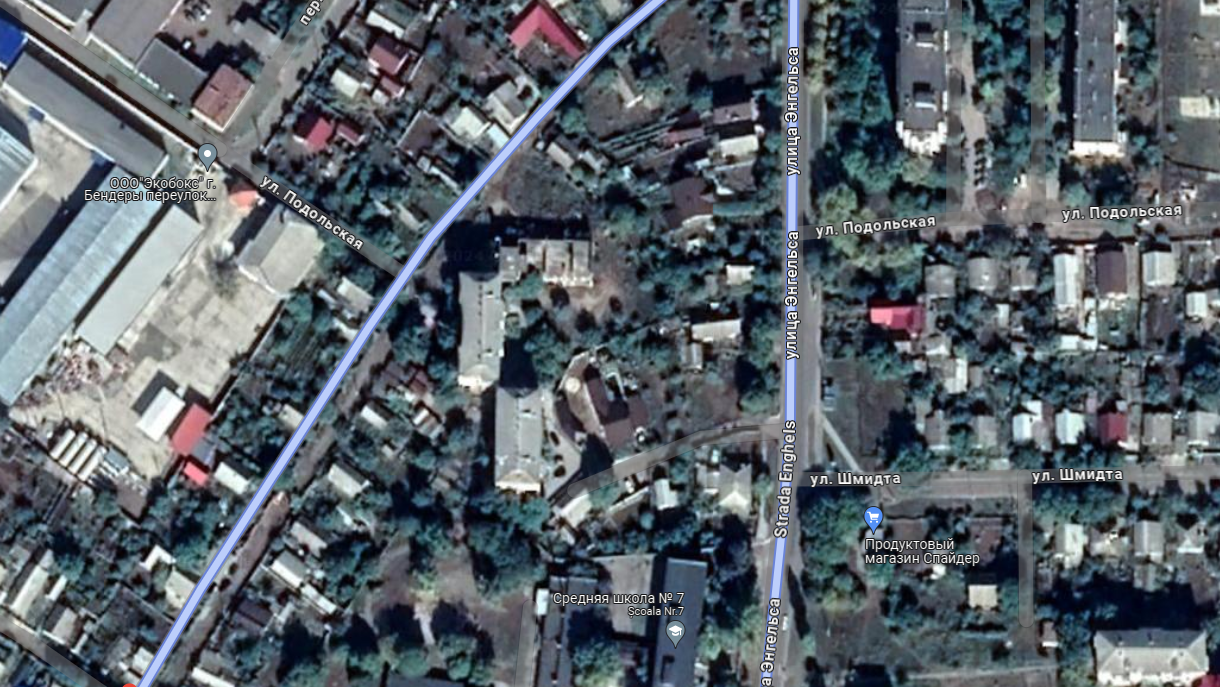 пер.
улица Энгельса
ООО "Экобокс" г.
Бендеры переулок...
ул. Подольская
ул. Подольская
ул. Подольская
улица Энгельса
Strada Enghels
ул. Шмидта
ул. Шмидта
Продуктовый
магазин Спайдер
Средняя школа № 7
Școala Nr.7
а Энгельса